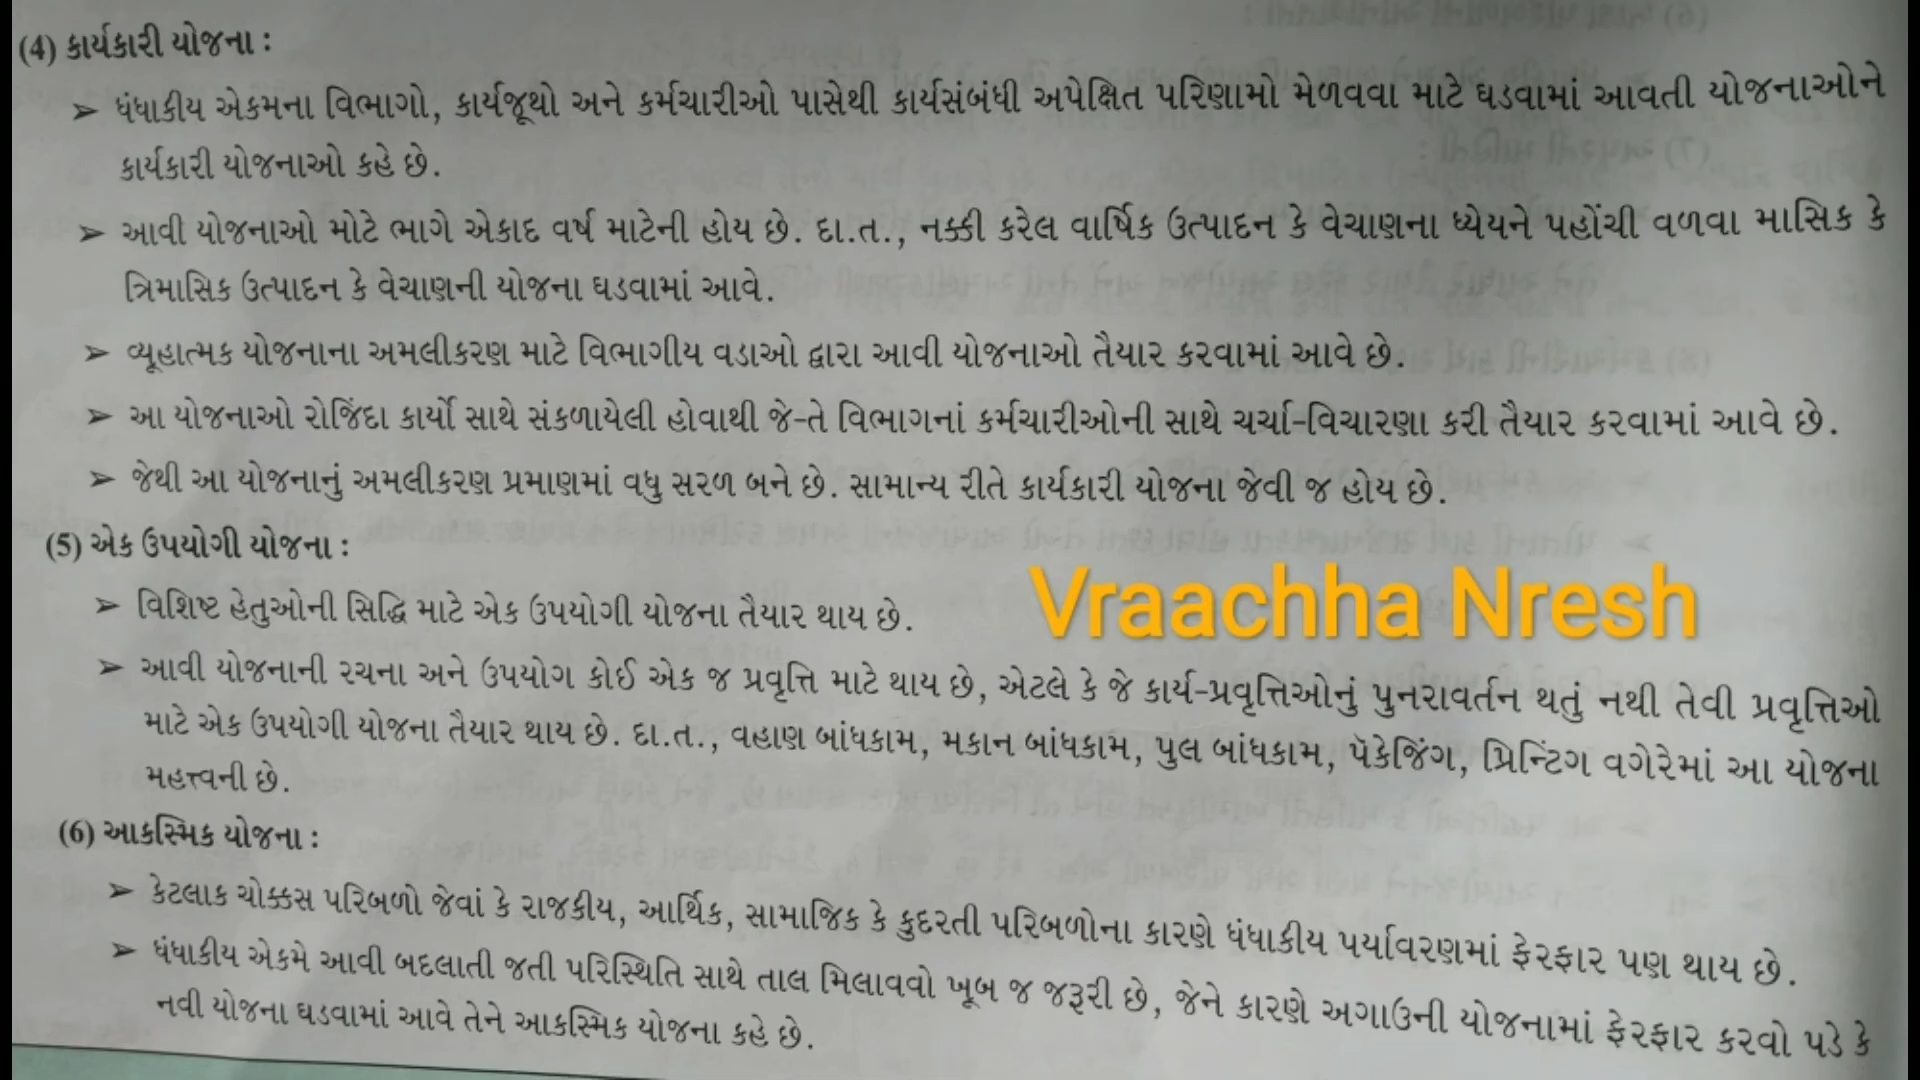 (4) કાર્યકારી યોજના :
➢ ધંધાકીય એકમના વિભાગો, કાર્યજૂથો અને કર્મચારીઓ પાસેથી કાર્યસંબંધી અપેક્ષિત પરિણામો મેળવવા માટે ઘડવામાં આવતી યોજનાઓને
કાર્યકારી યોજનાઓ કહે છે.
➢ આવી યોજનાઓ મોટે ભાગે એકાદ વર્ષ માટેની હોય છે. દા.ત., નક્કી કરેલ વાર્ષિક ઉત્પાદન કે વેચાણના ધ્યેયને પહોંચી વળવા માસિક કે
ત્રિમાસિક ઉત્પાદન કે વેચાણની યોજના ઘડવામાં આવે.
➢ વ્યૂહાત્મક યોજનાના અમલીકરણ માટે વિભાગીય વડાઓ દ્વારા આવી યોજનાઓ તૈયાર કરવામાં આવે છે.
➢ આ યોજનાઓ રોજિંદા કાર્યો સાથે સંકળાયેલી હોવાથી જે-તે વિભાગનાં કર્મચારીઓની સાથે ચર્ચા-વિચારણા કરી તૈયાર કરવામાં આવે છે.
➢ જેથી આ યોજનાનું અમલીકરણ પ્રમાણમાં વધુ સરળ બને છે. સામાન્ય રીતે કાર્યકારી યોજના જેવી જ હોય છે.
(5) એક ઉપયોગી યોજના :
➢ વિશિષ્ટ હેતુઓની સિદ્ધિ માટે એક ઉપયોગી યોજના તૈયાર થાય છે.
Vraachha Nresh
➢ આવી યોજનાની રચના અને ઉપયોગ કોઈ એક જ પ્રવૃત્તિ માટે થાય છે, એટલે કે જે કાર્ય-પ્રવૃત્તિઓનું પુનરાવર્તન થતું નથી તેવી પ્રવૃત્તિઓ
માટે એક ઉપયોગી યોજના તૈયાર થાય છે. દા.ત., વહાણ બાંધકામ, મકાન બાંધકામ, પુલ બાંધકામ, પૅકેજિંગ, પ્રિન્ટિંગ વગેરેમાં આ યોજના
મહત્ત્વની છે.
(6) આકસ્મિક યોજના :
➢ કેટલાક ચોક્કસ પરિબળો જેવાં કે રાજકીય, આર્થિક, સામાજિક કે કુદરતી પરિબળોના કારણે ધંધાકીય પર્યાવરણમાં ફેરફાર પણ થાય છે.
➢ ધંધાકીય એકમે આવી બદલાતી જતી પરિસ્થિતિ સાથે તાલ મિલાવવો ખૂબ જ જરૂરી છે, જેને કારણે અગાઉની યોજનામાં ફેરફાર કરવો પડે કે
નવી યોજના ઘડવામાં આવે તેને આકસ્મિક યોજના કહે છે.